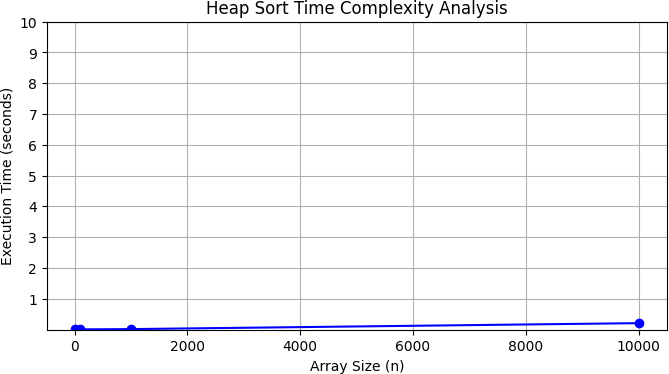 Heap Sort Time Complexity Analysis
10
9
8
7
6
5
4
3
2
1
Execution Time (seconds)
0 2000 4000 6000 8000 10000
Array Size (n)